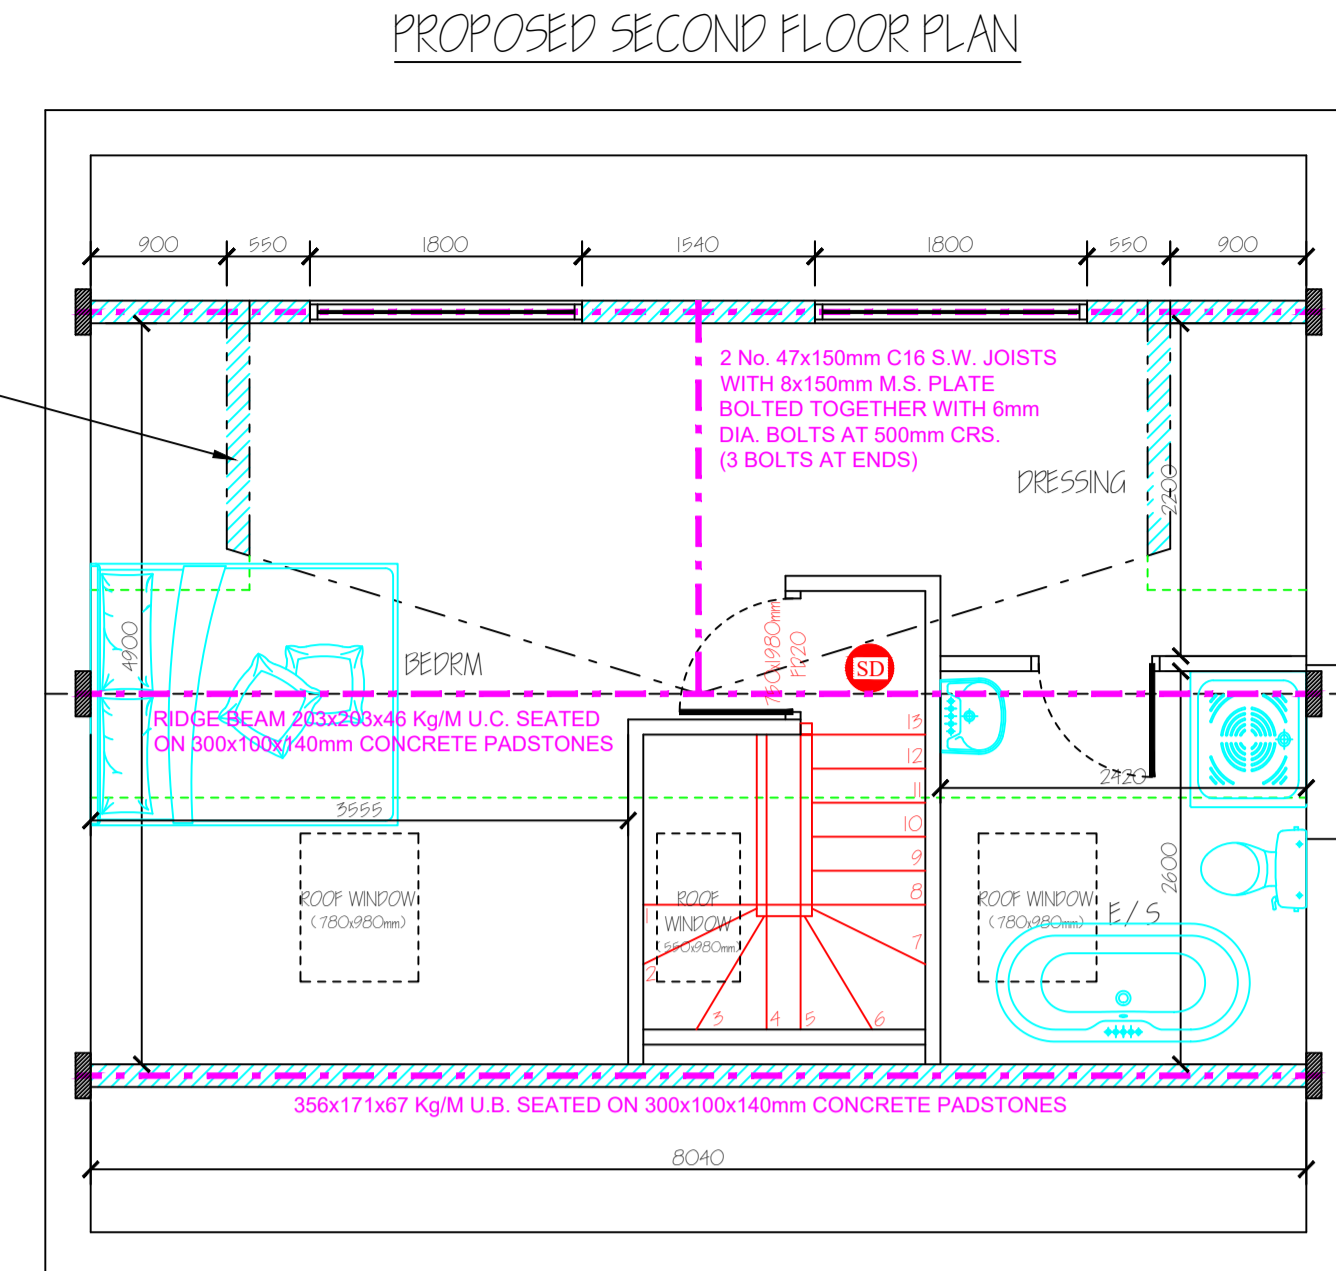 PROPOSED SECOND FLOOR PLAN
900
550
1800
1540
1800
550
900
2 No. 47x150mm C16 S.W. JOISTS
WITH 8x150mm M.S. PLATE
BOLTED TOGETHER WITH 6mm
DIA. BOLTS AT 500mm CRS.
(3 BOLTS AT ENDS)
DRESSING
2200
4900
BEDRM
760x1980mm
FD20
SD
RIDGE BEAM 203x203x46 Kg/M U.C. SEATED
ON 300x100x140mm CONCRETE PADSTONES
3555
2420
13
12
11
10
9
8
7
6
5
4
3
2
1
ROOF WINDOW
(780x980mm)
ROOF
WINDOW
(550x980mm)
ROOF WINDOW
(780x980mm)
E/S
2600
356x171x67 Kg/M U.B. SEATED ON 300x100x140mm CONCRETE PADSTONES
8040